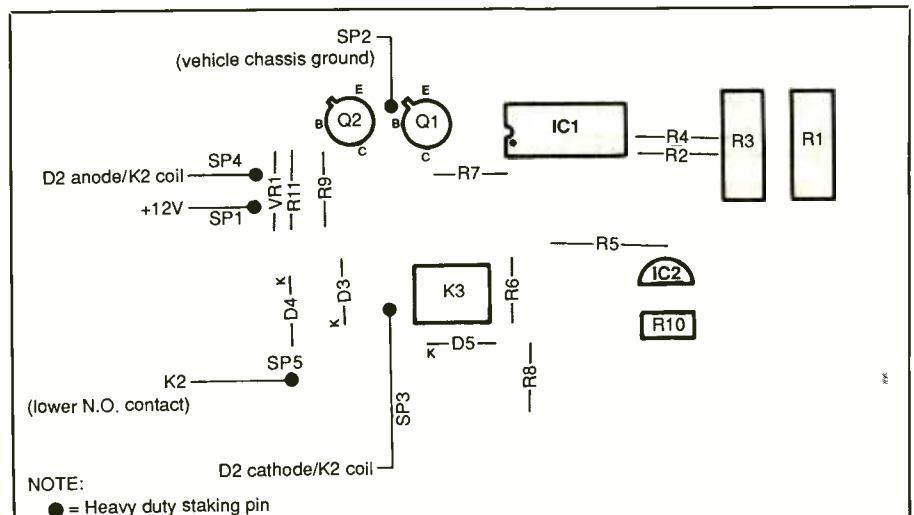 SP2
(vehicle chassis ground)
E
E
Q2
Q1
B
B
C
C
IC1
R4
R2
R3
R1
SP4
D2 anode/K2 coil
+12V
SP1
VR1
R11
R9
R7
R5
IC2
R10
K
D4
D3
K
K3
R6
D5
K
R8
SP5
K2
(lower N.O. contact)
SP3
D2 cathode/K2 coil
NOTE:
= Heavy duty staking pin